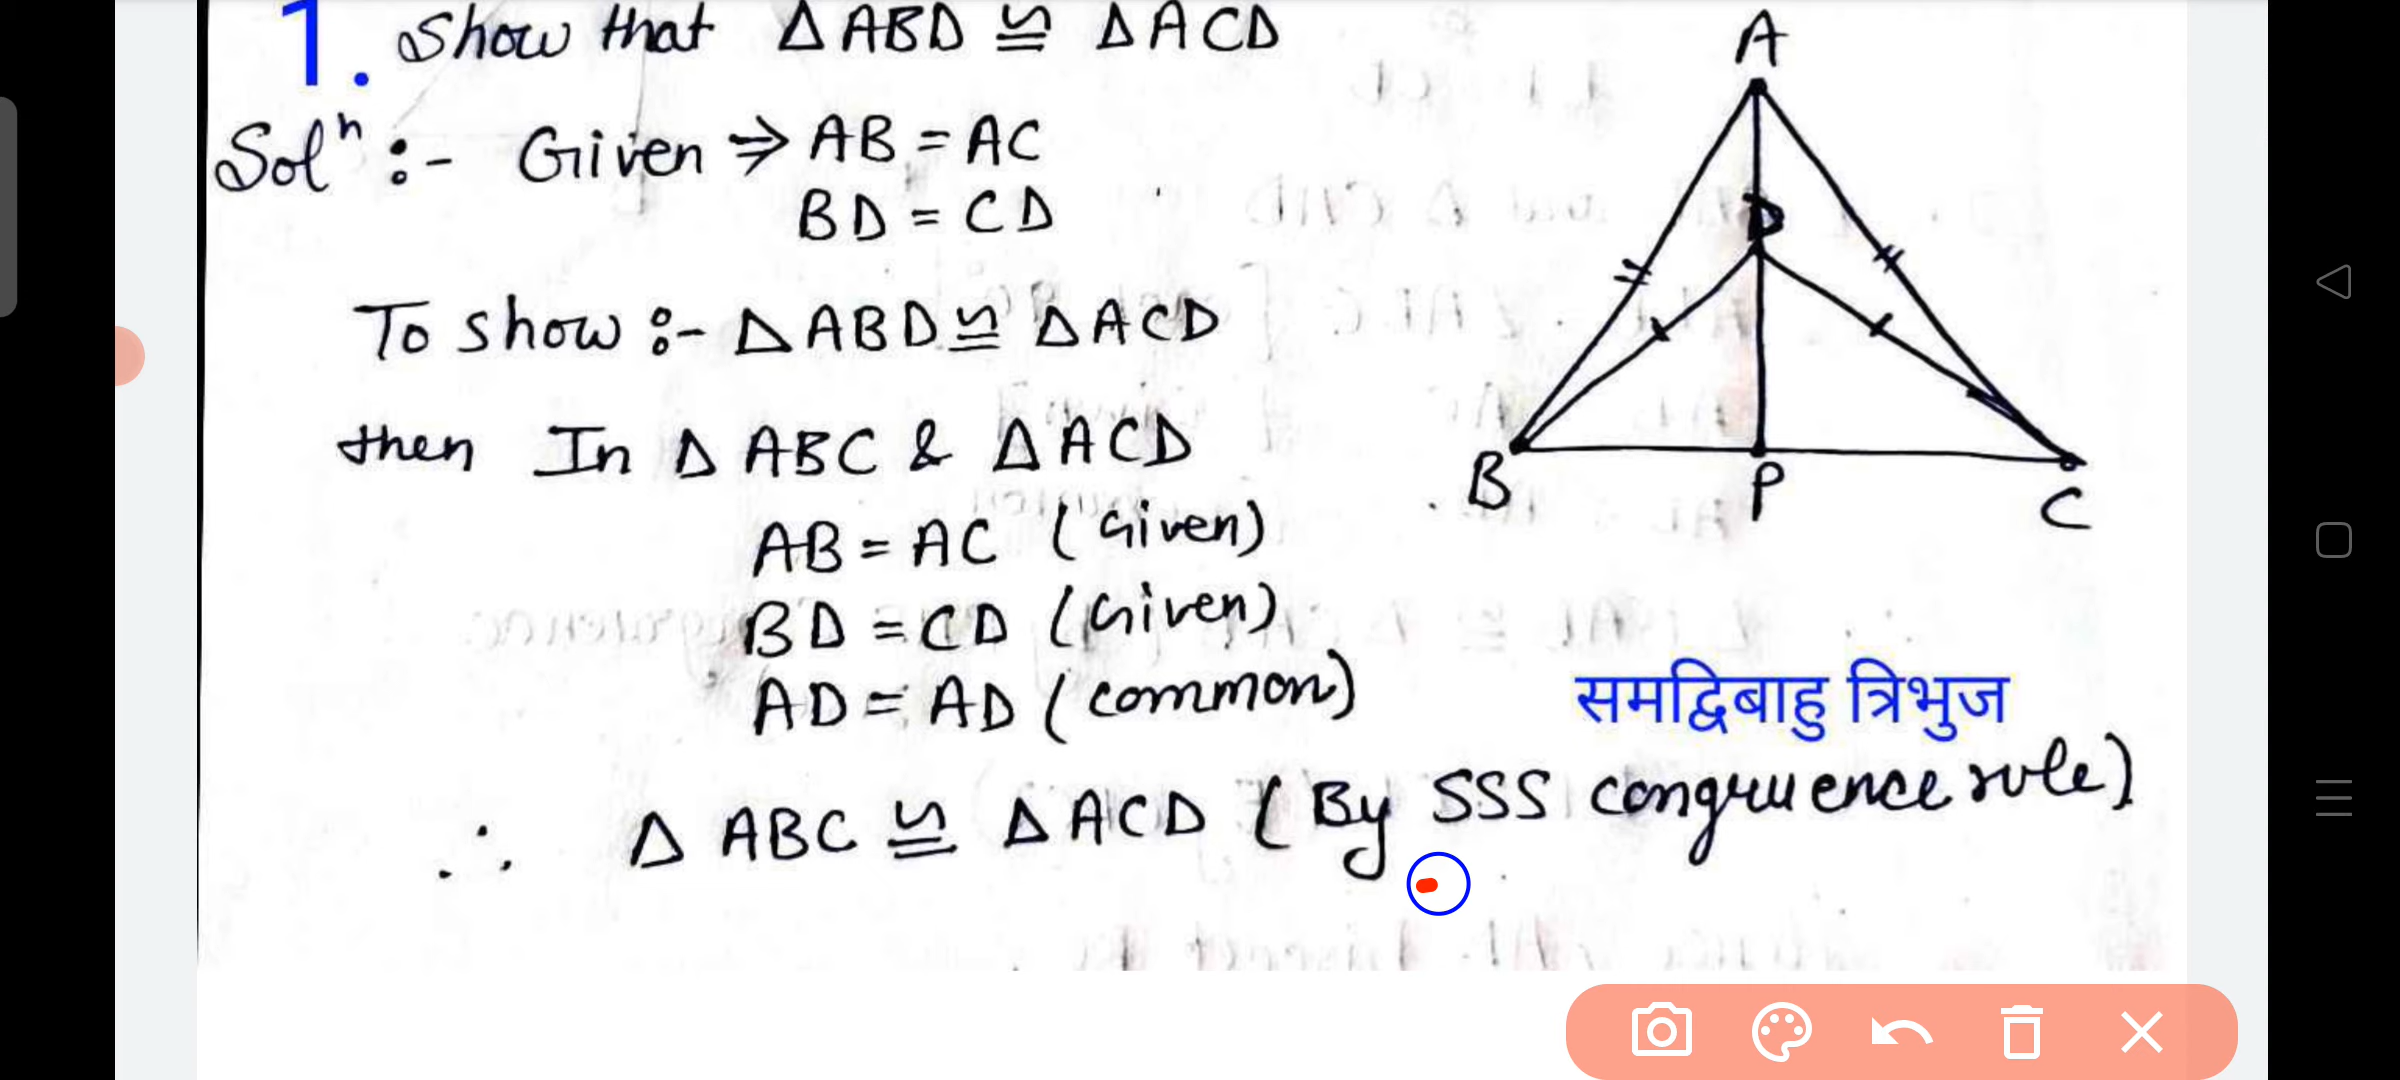 1. Show that Δ ABD ≅ Δ ACD
Solⁿ :- Given ⇒ AB = AC
BD = CD
To show :- Δ ABD ≅ Δ ACD
then In Δ ABC & Δ ACD
AB = AC (Given)
BD = CD (Given)
AD = AD (common)
∴ Δ ABC ≅ Δ ACD (By SSS congruence rule)
A
D
B
P
C
समद्विबाहु त्रिभुज